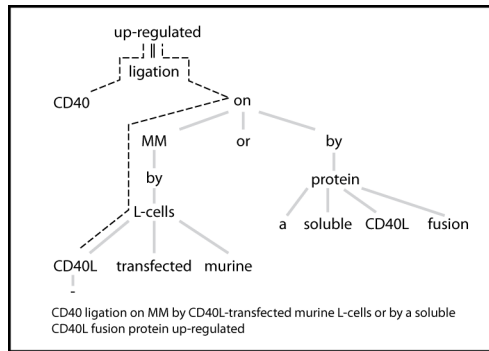 up-regulated
ligation
CD40
on
MM or by
by
protein
L-cells
a soluble CD40L fusion
CD40L transfected murine
-
CD40 ligation on MM by CD40L-transfected murine L-cells or by a soluble
CD40L fusion protein up-regulated